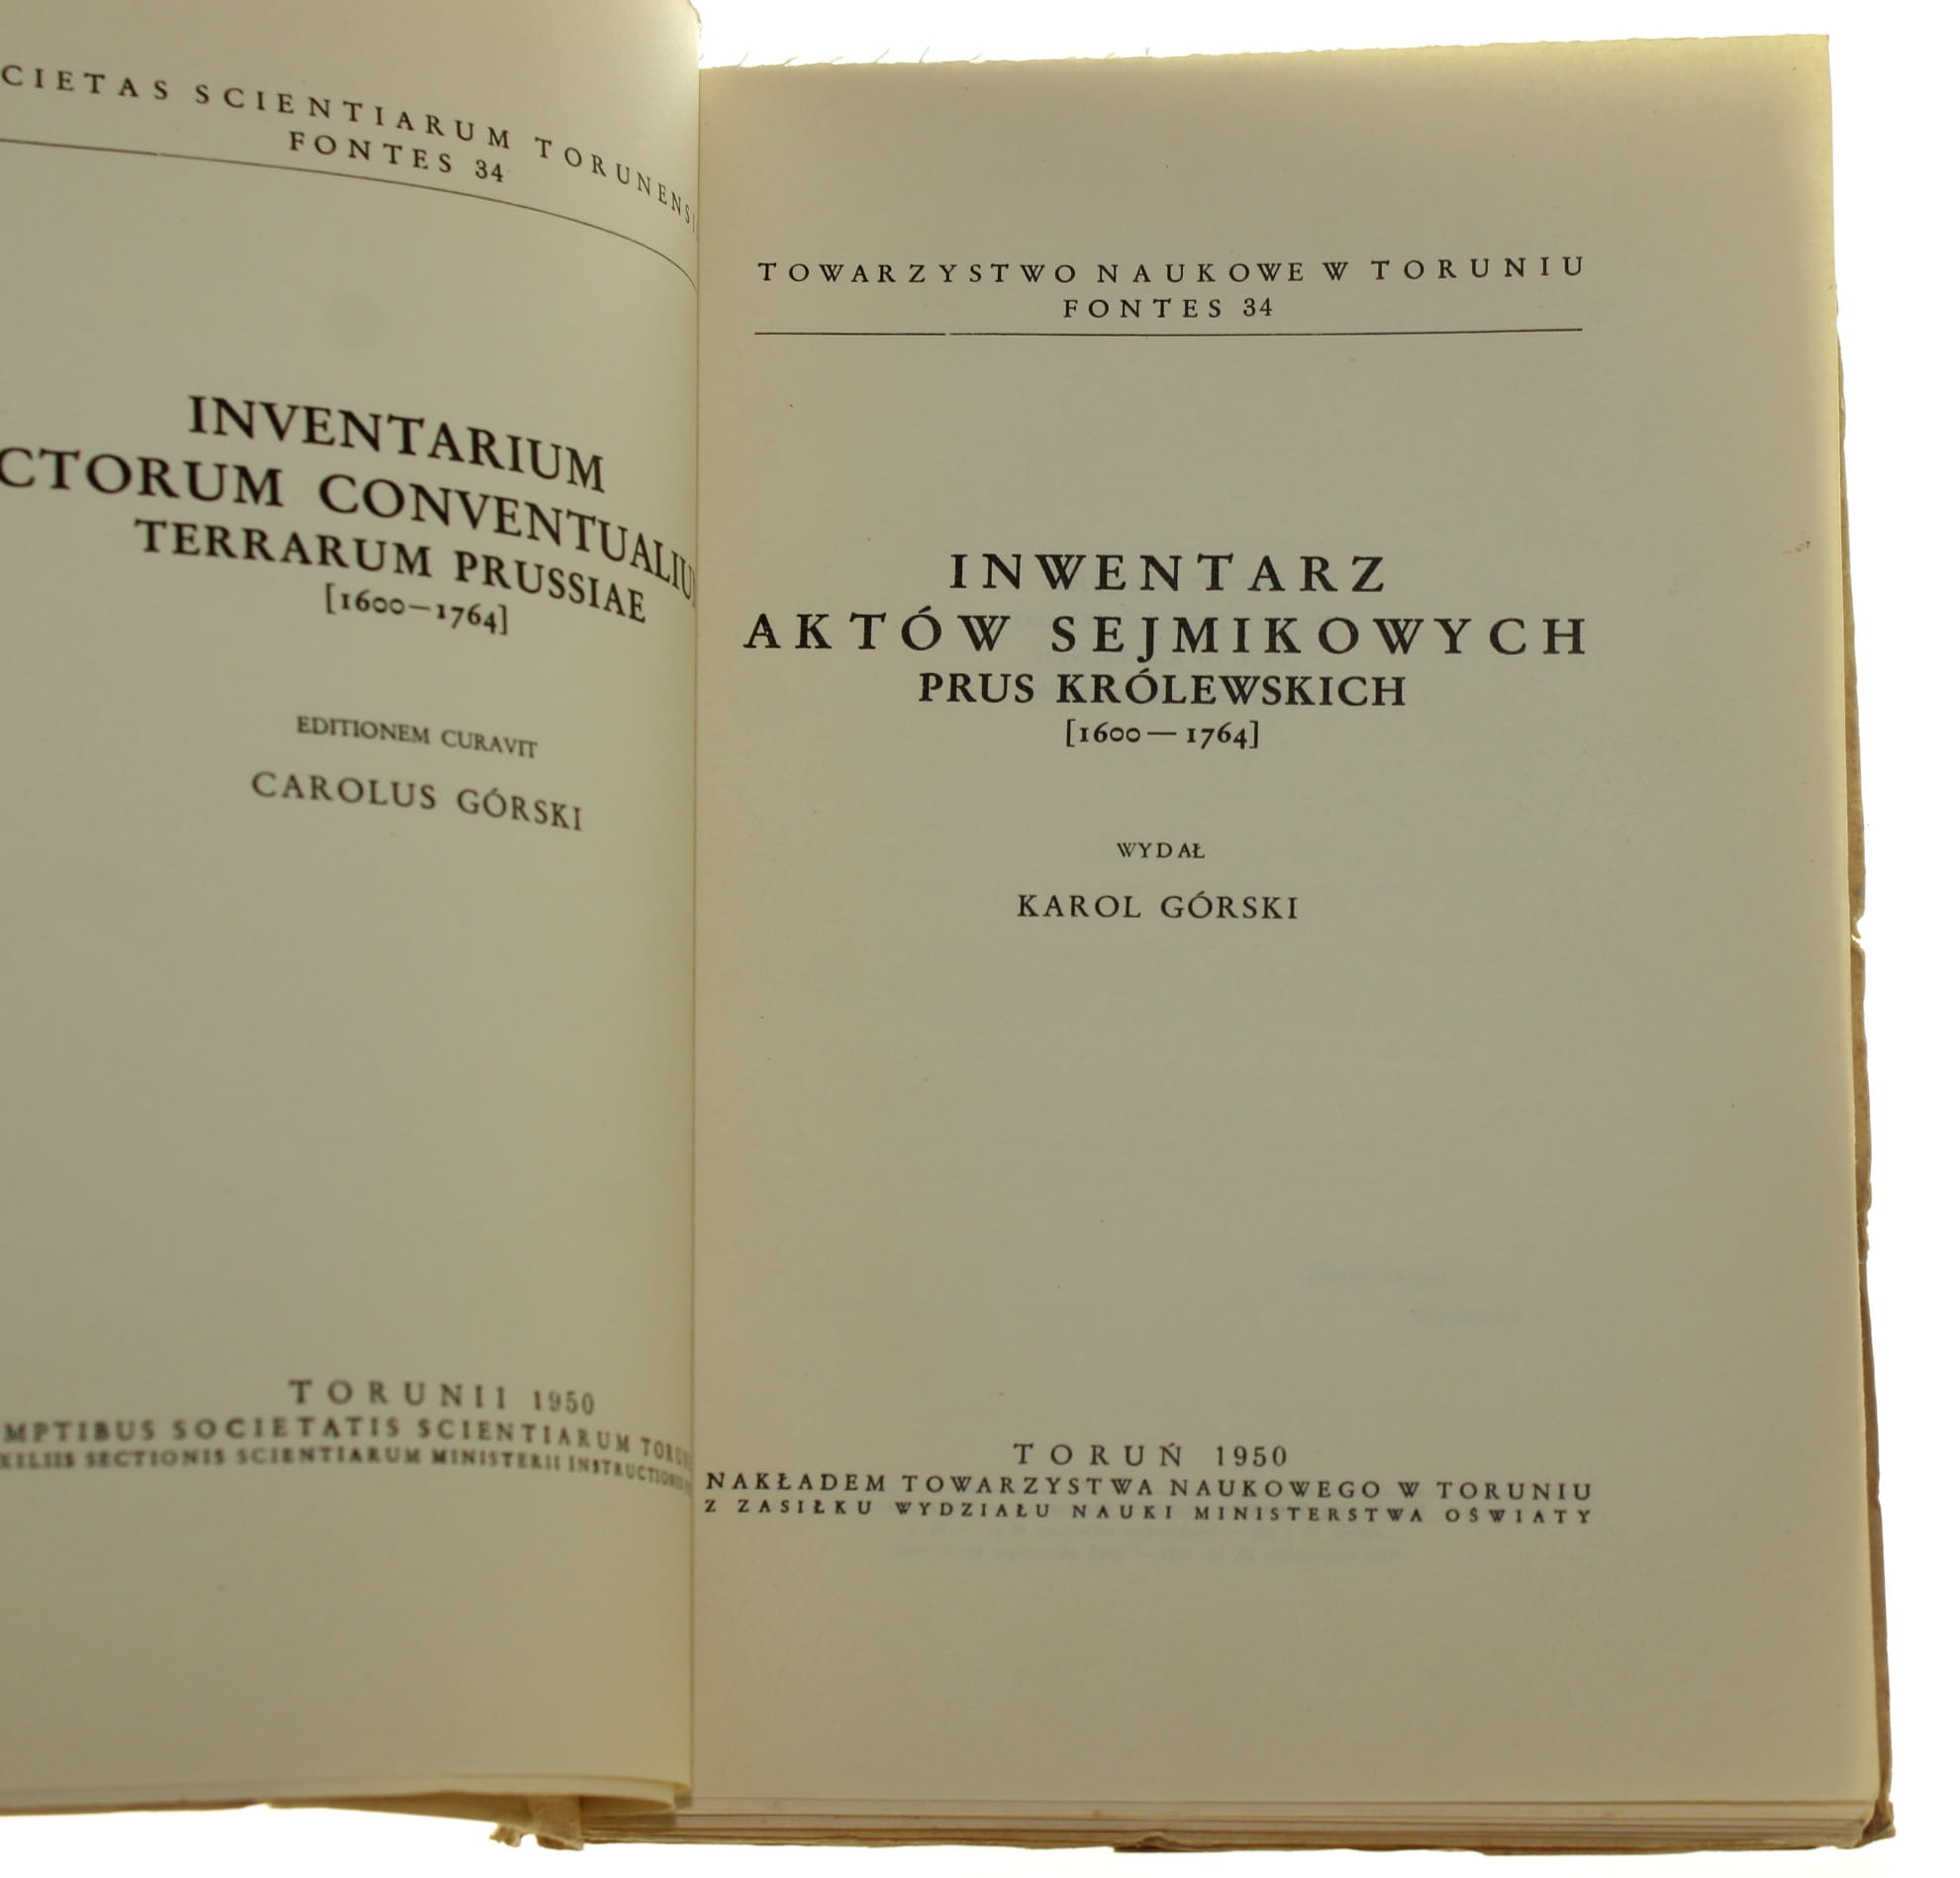 CIETAS SCIENTIARUM TORUNENSI
FONTES 34
INVENTARIUM
CTORUM CONVENTUALIU
TERRARUM PRUSSIAE
[1600—1764]
EDITIONEM CURAVIT
CAROLUS GÓRSKI
TORUNII 1950
MPTIBUS SOCIETATIS SCIENTIARUM TORUN
XILIIS SECTIONIS SCIENTIARUM MINISTERII INSTRUCTIONIS
TOWARZYSTWO NAUKOWE W TORUNIU
FONTES 34
INWENTARZ
AKTÓW SEJMIKOWYCH
PRUS KRÓLEWSKICH
[1600—1764]
WYDAŁ
KAROL GÓRSKI
TORUŃ 1950
NAKŁADEM TOWARZYSTWA NAUKOWEGO W TORUNIU
Z ZASIŁKU WYDZIAŁU NAUKI MINISTERSTWA OŚWIATY